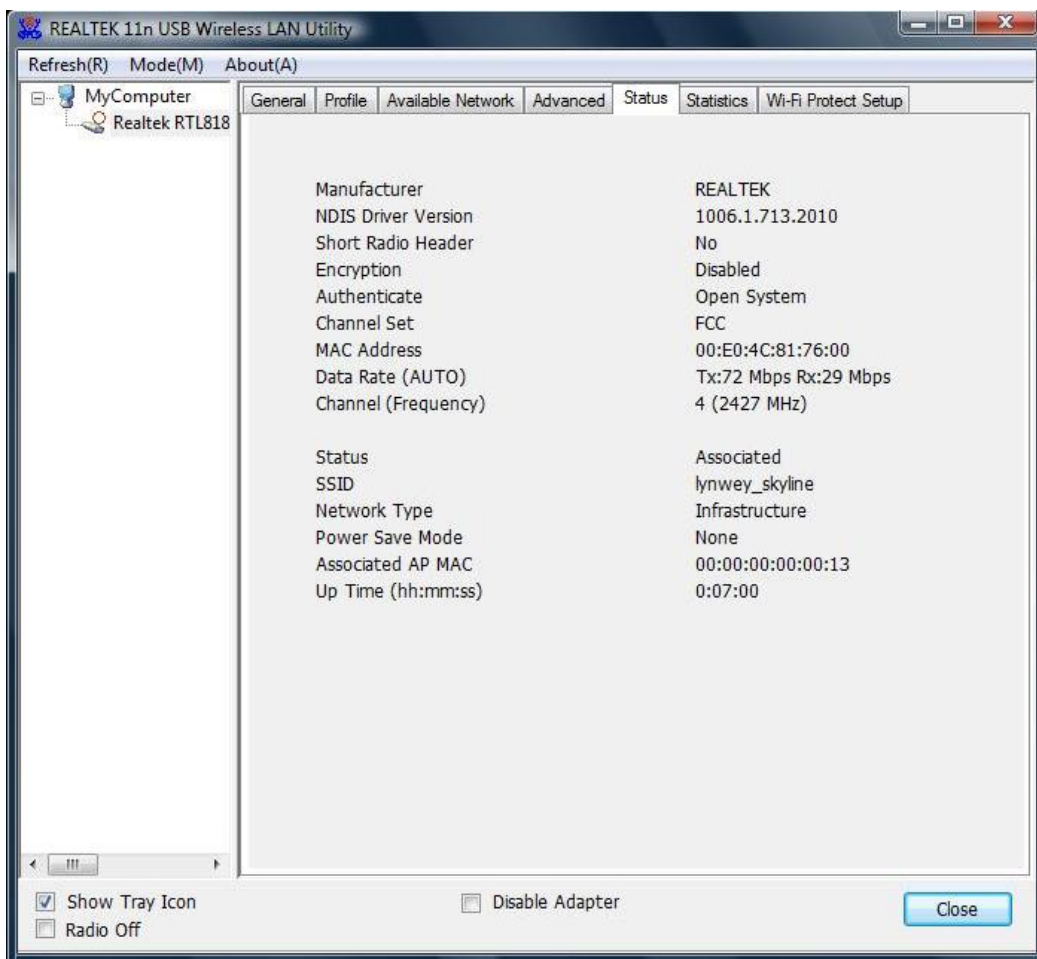 REALTEK 11n USB Wireless LAN Utility
Refresh(R) Mode(M) About(A)
MyComputer
Realtek RTL818
General Profile Available Network Advanced Status Statistics Wi-Fi Protect Setup
Manufacturer REALTEK
NDIS Driver Version 1006.1.713.2010
Short Radio Header No
Encryption Disabled
Authenticate Open System
Channel Set FCC
MAC Address 00:E0:4C:81:76:00
Data Rate (AUTO) Tx:72 Mbps Rx:29 Mbps
Channel (Frequency) 4 (2427 MHz)
Status Associated
SSID lynwey_skyline
Network Type Infrastructure
Power Save Mode None
Associated AP MAC 00:00:00:00:00:13
Up Time (hh:mm:ss) 0:07:00
Show Tray Icon Disable Adapter Close
Radio Off